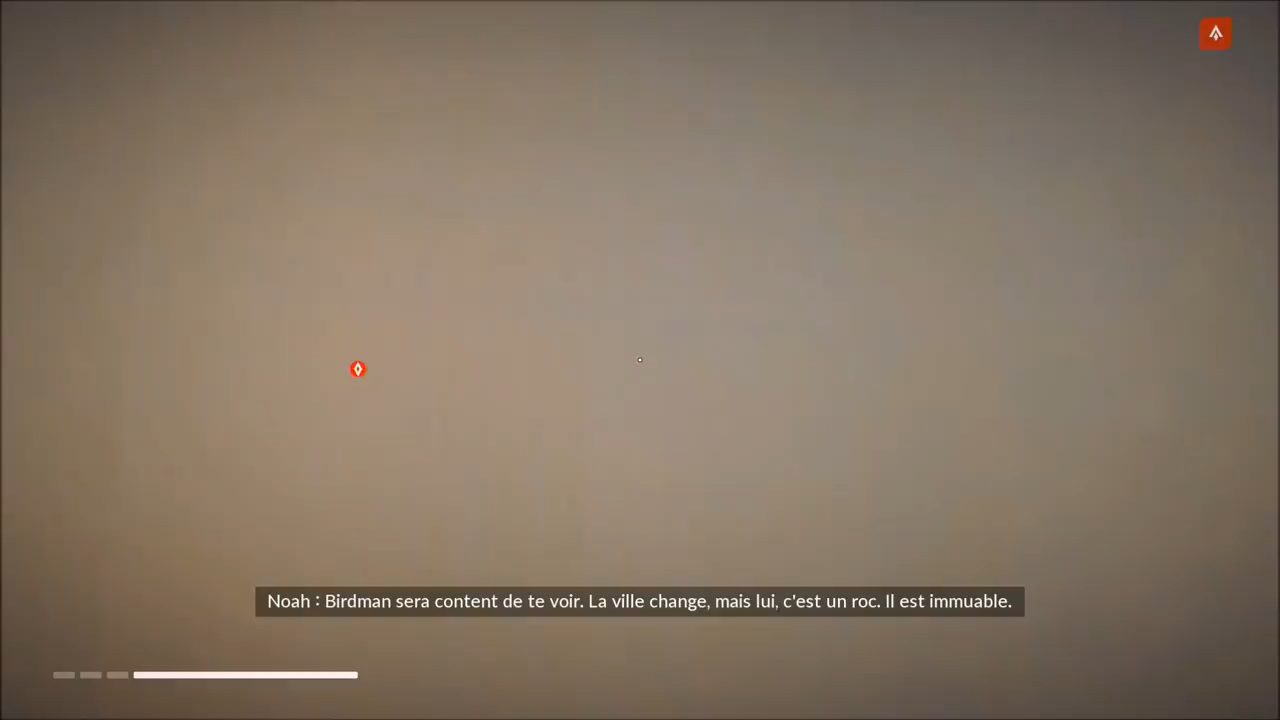 Noah : Birdman sera content de te voir. La ville change, mais lui, c'est un roc. Il est immuable.